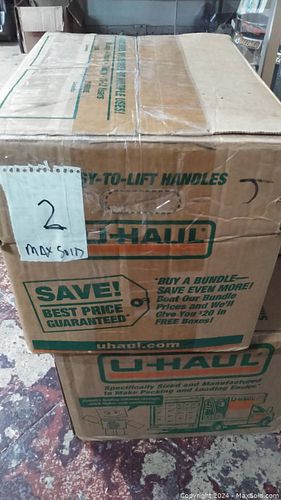 Y-TO-LIFT HANDLES
2
MAX SOLD
U-HAUL
SAVE!
BEST PRICE
GUARANTEED.
*BUY A BUNDLE—
SAVE EVEN MORE!
Beat Our Bundle
Prices And We'll
Give You $20 in
FREE Boxes!
uhaul.com
U-HAUL
Specifically Sized and Manufactured
to Make Packing and Loading Easier
U-HAUL
Copyright © 2024 - MaxSold.com